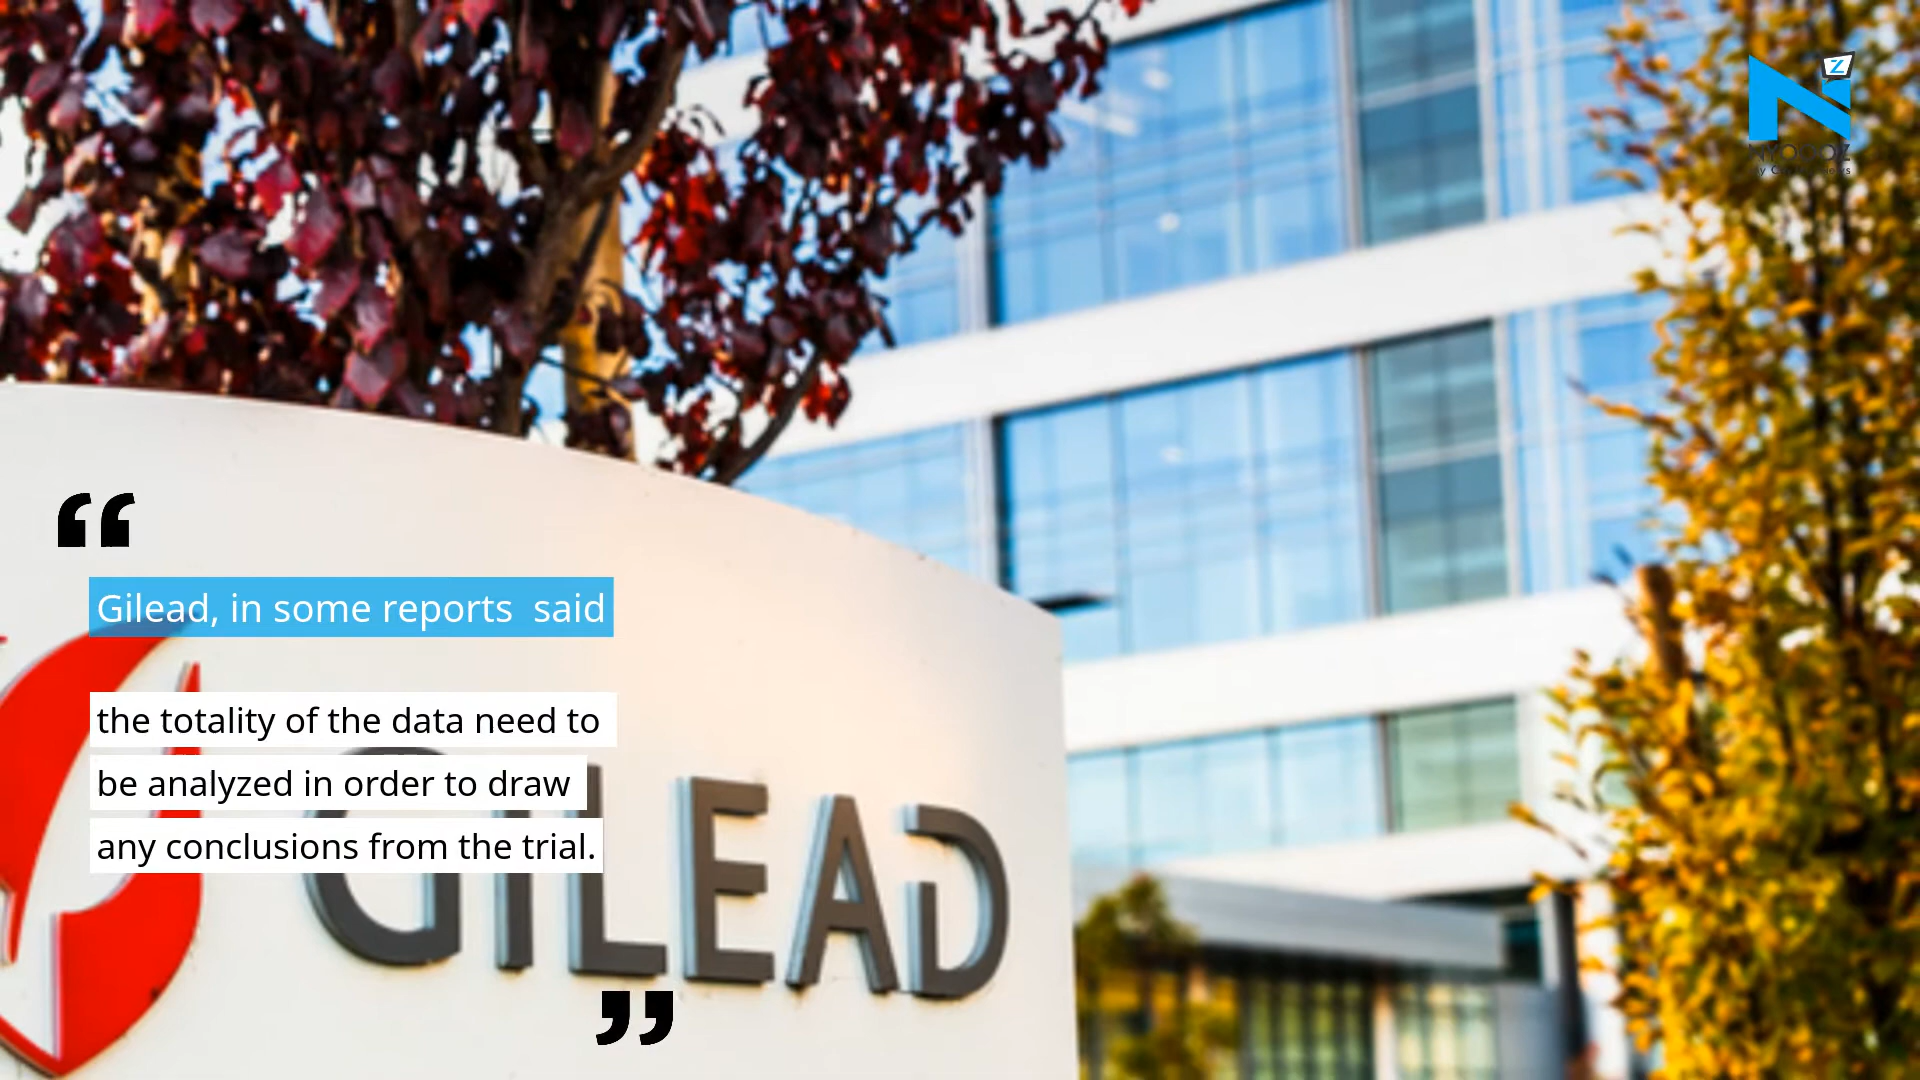 NYOOOZ
Gilead, in some reports  said
the totality of the data need to
be analyzed in order to draw
any conclusions from the trial.
GILEAD